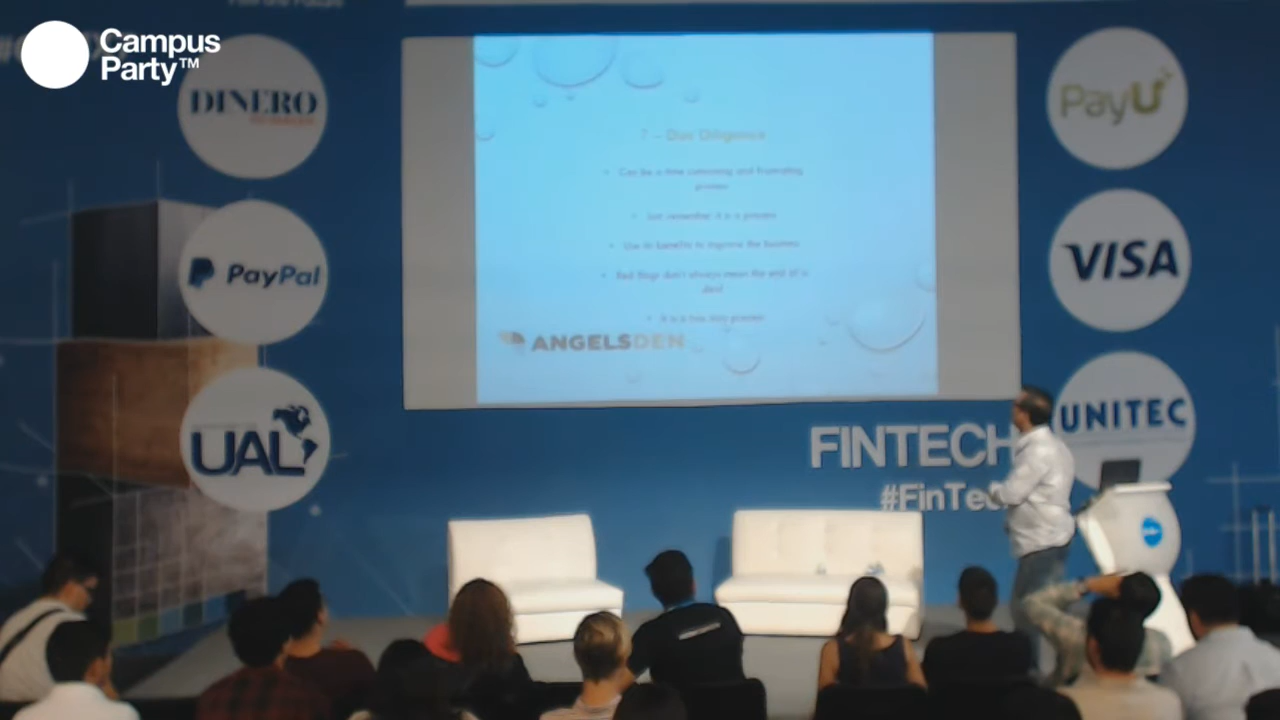 Campus
Party™
DINERO
PayPal
UAL
7 – Due Diligence
• Can be a time consuming and frustrating
process
• Just remember it is a process
• Use its benefits to improve the business
• Red flags don't always mean the end of a
deal
• It is a two way process
ANGELSDEN
PayU
VISA
UNITEC
FINTECH
#FinTec